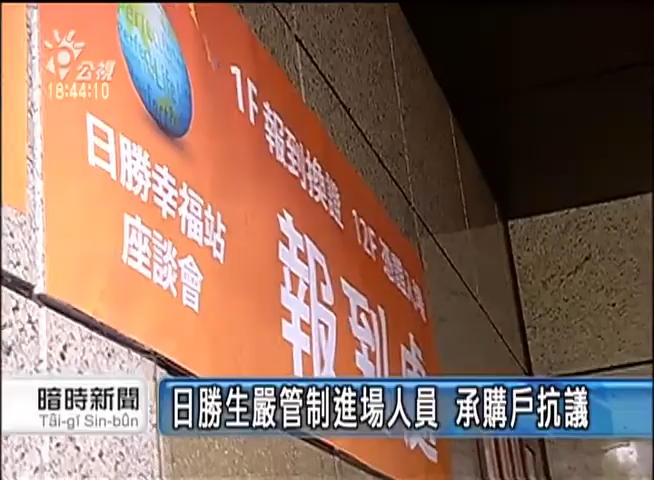 公視
18:44:10
1F 報到換證
日勝幸福站
座談會
報到處
暗時新聞
Tâi-gí Sin-bûn
日勝生嚴管制進場人員 承購戶抗議